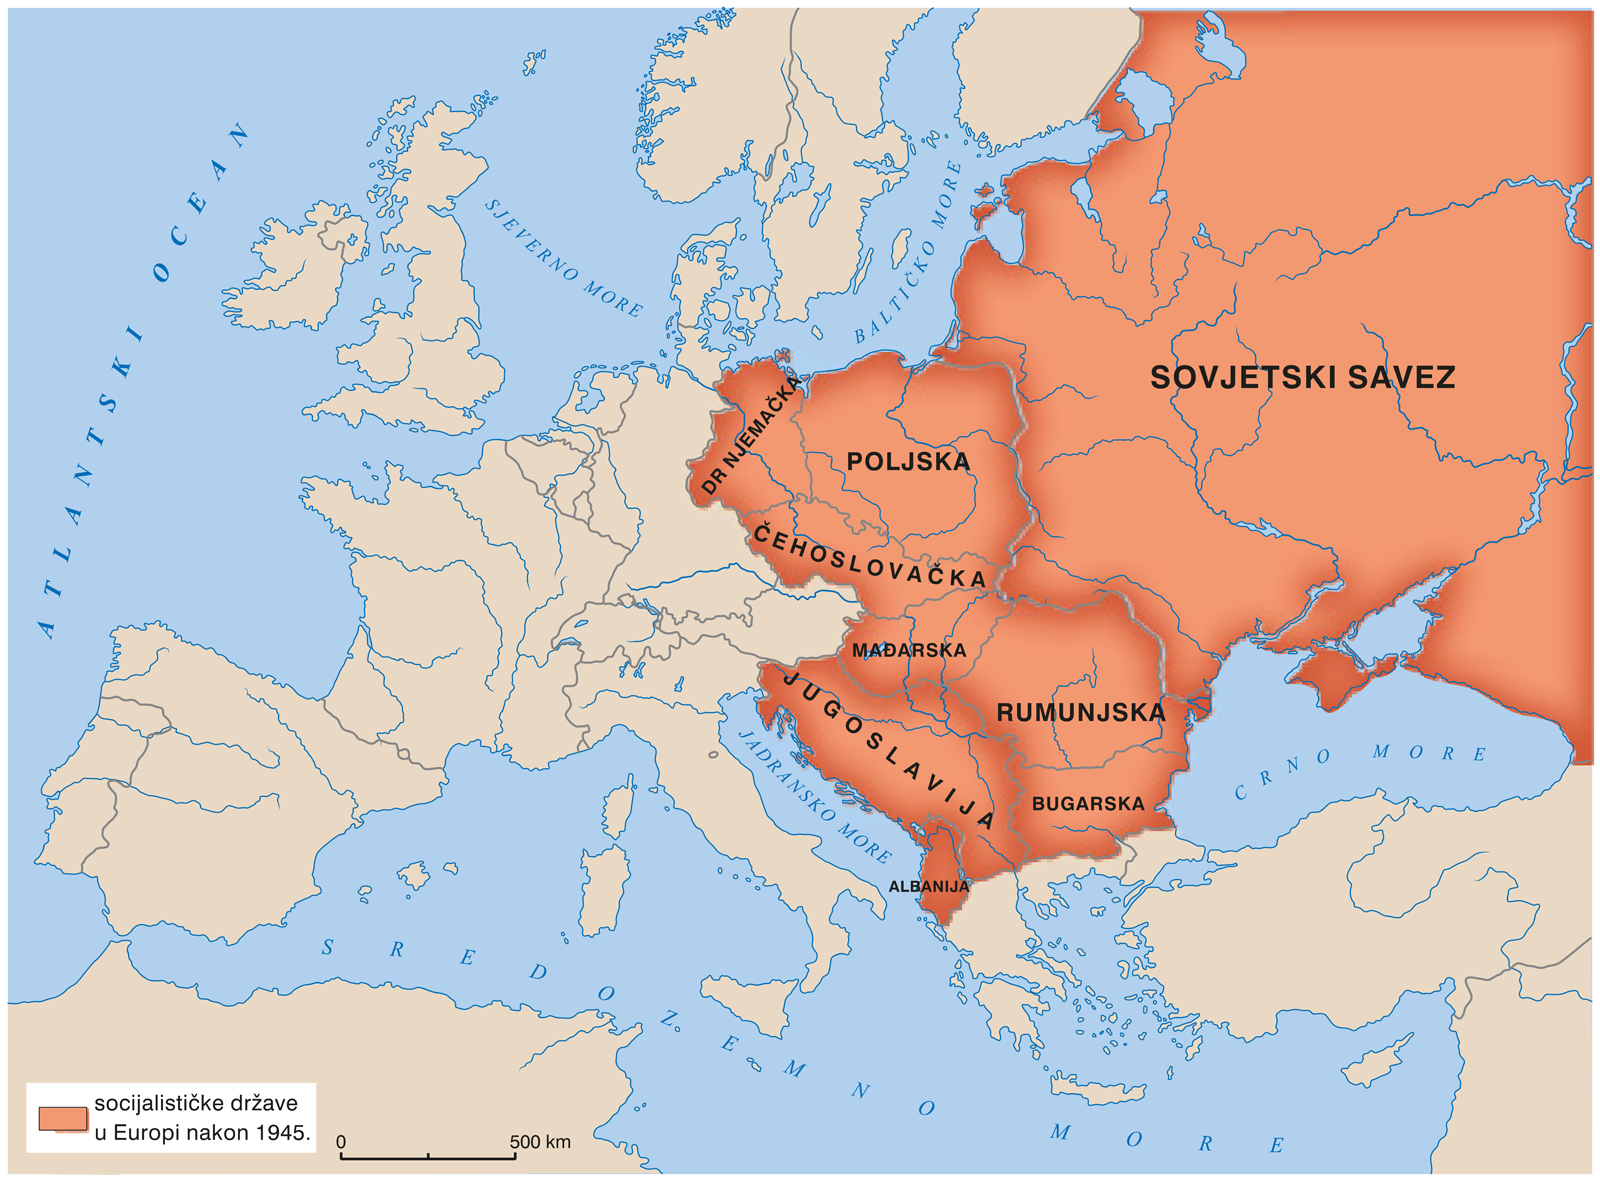 ATLANTSKI OCEAN
SJEVERNO MORE
BALTIČKO MORE
SOVJETSKI SAVEZ
DR NJEMAČKA
POLJSKA
ČEHOSLOVAČKA
MAĐARSKA
JUGOSLAVIJA
RUMUNJSKA
JADRANSKO MORE
CRNO MORE
BUGARSKA
ALBANIJA
SREDOZEMNO MORE
socijalističke države
u Europi nakon 1945.
0 500 km